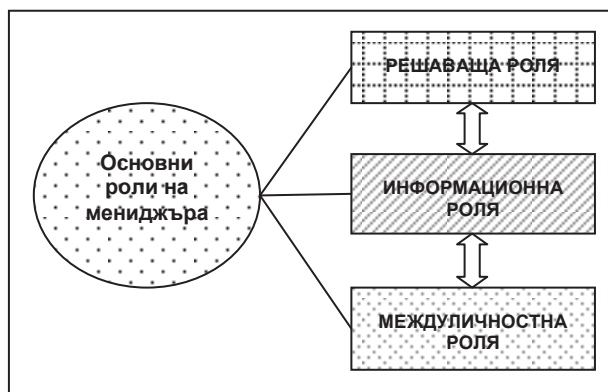 Основни
роли на
мениджъра
РЕШАВАЩА РОЛЯ
ИНФОРМАЦИОННА
РОЛЯ
МЕЖДУЛИЧНОСТНА
РОЛЯ